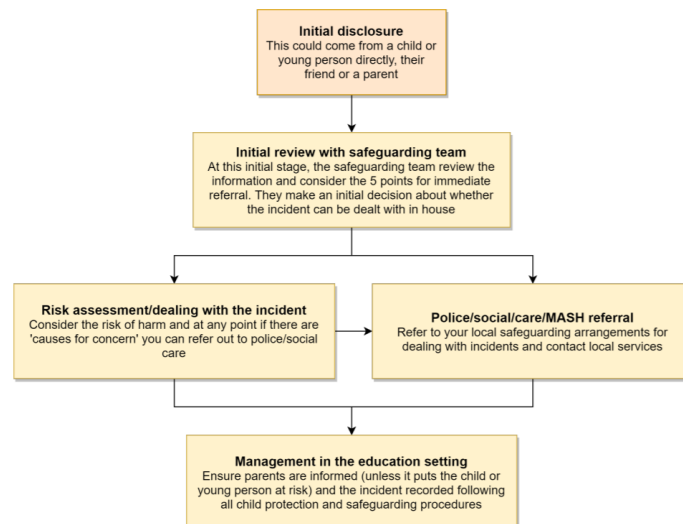 Initial disclosure
This could come from a child or
young person directly, their
friend or a parent
Initial review with safeguarding team
At this initial stage, the safeguarding team review the
information and consider the 5 points for immediate
referral. They make an initial decision about whether
the incident can be dealt with in house
Risk assessment/dealing with the incident
Consider the risk of harm and at any point if there are
'causes for concern' you can refer out to police/social
care
Police/social/care/MASH referral
Refer to your local safeguarding arrangements for
dealing with incidents and contact local services
Management in the education setting
Ensure parents are informed (unless it puts the child or
young person at risk) and the incident recorded following
all child protection and safeguarding procedures